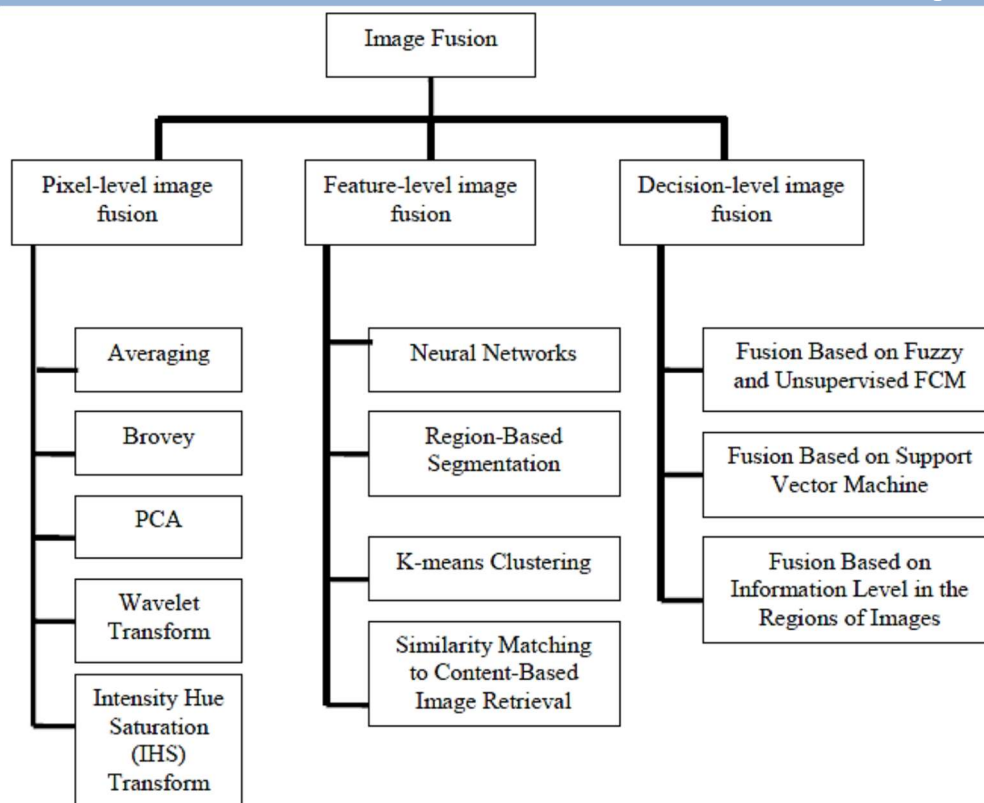 Image Fusion
Pixel-level image
fusion
Feature-level image
fusion
Decision-level image
fusion
Averaging
Brovey
PCA
Wavelet
Transform
Intensity Hue
Saturation
(IHS)
Transform
Neural Networks
Region-Based
Segmentation
K-means Clustering
Similarity Matching
to Content-Based
Image Retrieval
Fusion Based on Fuzzy
and Unsupervised FCM
Fusion Based on Support
Vector Machine
Fusion Based on
Information Level in the
Regions of Images